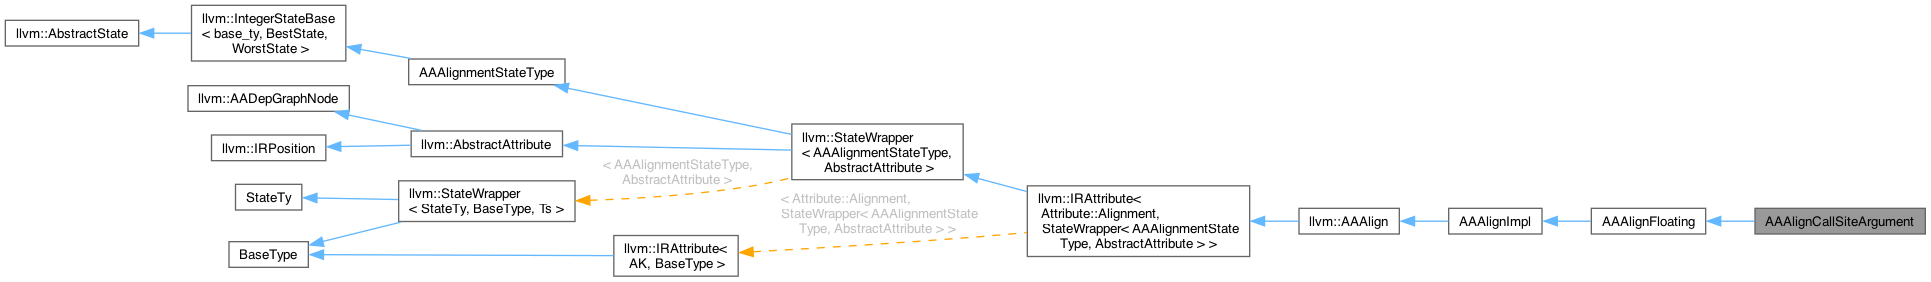 llvm::AbstractState
llvm::IntegerStateBase
< base_ty, BestState,
WorstState >
AAAlignmentStateType
llvm::AADepGraphNode
llvm::IRPosition
llvm::AbstractAttribute
StateTy
llvm::StateWrapper
< StateTy, BaseType, Ts >
BaseType
llvm::IRAttribute<
AK, BaseType >
< AAAlignmentStateType,
AbstractAttribute >
llvm::StateWrapper
< AAAlignmentStateType,
AbstractAttribute >
< Attribute::Alignment,
StateWrapper< AAAlignmentState
Type, AbstractAttribute > >
llvm::IRAttribute<
Attribute::Alignment,
StateWrapper< AAAlignmentState
Type, AbstractAttribute > >
llvm::AAAlign
AAAlignImpl
AAAlignFloating
AAAlignCallSiteArgument